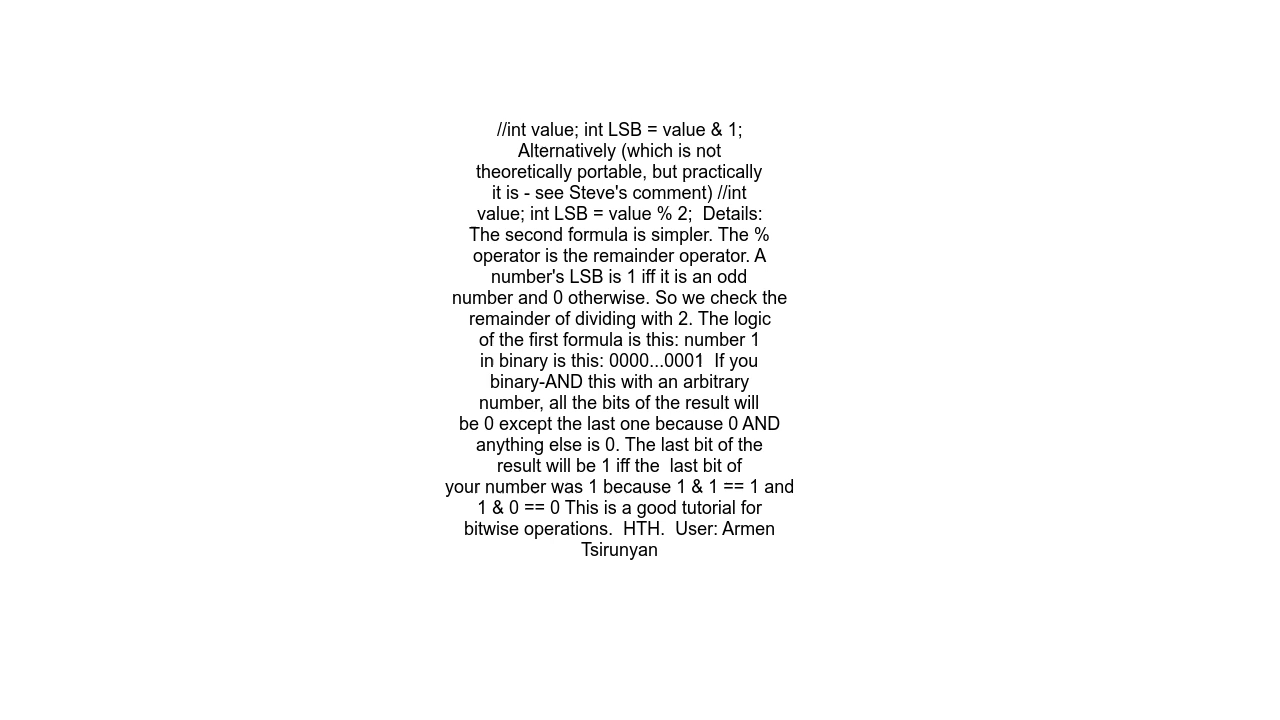 //int value; int LSB = value & 1;
Alternatively (which is not
theoretically portable, but practically
it is - see Steve's comment) //int
value; int LSB = value % 2;  Details:
The second formula is simpler. The %
operator is the remainder operator. A
number's LSB is 1 iff it is an odd
number and 0 otherwise. So we check the
remainder of dividing with 2. The logic
of the first formula is this: number 1
in binary is this: 0000...0001  If you
binary-AND this with an arbitrary
number, all the bits of the result will
be 0 except the last one because 0 AND
anything else is 0. The last bit of the
result will be 1 iff the  last bit of
your number was 1 because 1 & 1 == 1 and
1 & 0 == 0 This is a good tutorial for
bitwise operations.  HTH.  User: Armen
Tsirunyan